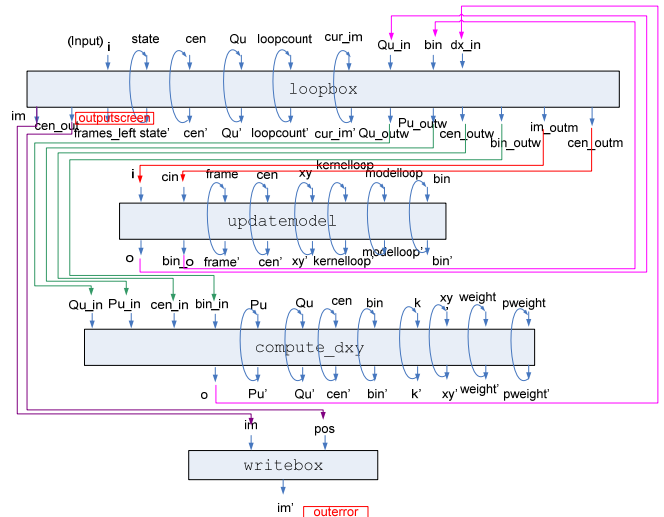 (Input) i state cen Qu loopcount cur_im Qu_in bin dx_in
loopbox
im cen_out outputscreen
frames_left state' cen' Qu' loopcount' cur_im' Qu_outw Pu_outw cen_outw bin_outw im_outm cen_outm
i cin frame cen xy kernelloop modelloop bin
updatemodel
o bin_o frame' cen' xy' kernelloop' modelloop' bin'
Qu_in Pu_in cen_in bin_in Pu Qu cen bin k xy, weight pweight
compute_dxy
o Pu' Qu' cen' bin' k' xy' weight' pweight'
im pos
writebox
im'
outerror